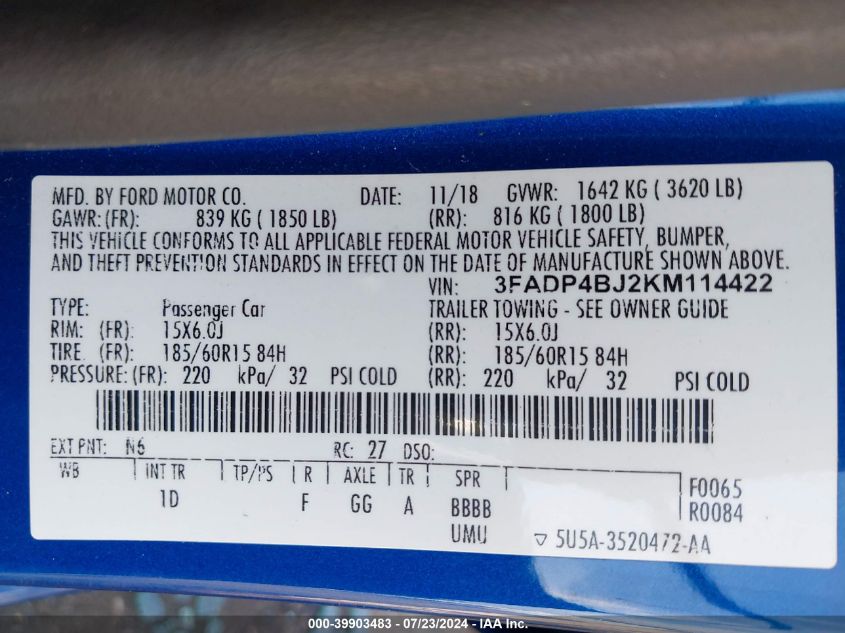 MFD. BY FORD MOTOR CO. DATE: 11/18 GVWR: 1642 KG ( 3620 LB)
GAWR: (FR): 839 KG ( 1850 LB) (RR): 816 KG ( 1800 LB)
THIS VEHICLE CONFORMS TO ALL APPLICABLE FEDERAL MOTOR VEHICLE SAFETY, BUMPER,
AND THEFT PREVENTION STANDARDS IN EFFECT ON THE DATE OF MANUFACTURE SHOWN ABOVE.
VIN: 3FADP4BJ2KM114422
TYPE: Passenger Car TRAILER TOWING - SEE OWNER GUIDE
RIM: (FR): 15X6.0J (RR): 15X6.0J
TIRE (FR): 185/60R15 84H (RR): 185/60R15 84H
PRESSURE: (FR): 220 kPa/ 32 PSI COLD (RR): 220 kPa/ 32 PSI COLD
EXT PNT: N6 RC: 27 DSO:
WB INT TR TP/PS R AXLE TR SPR F0065
1D F GG A BBBB R0084
UMU 5U5A-3520472-AA
000-39903483 - 07/23/2024 - IAA Inc.